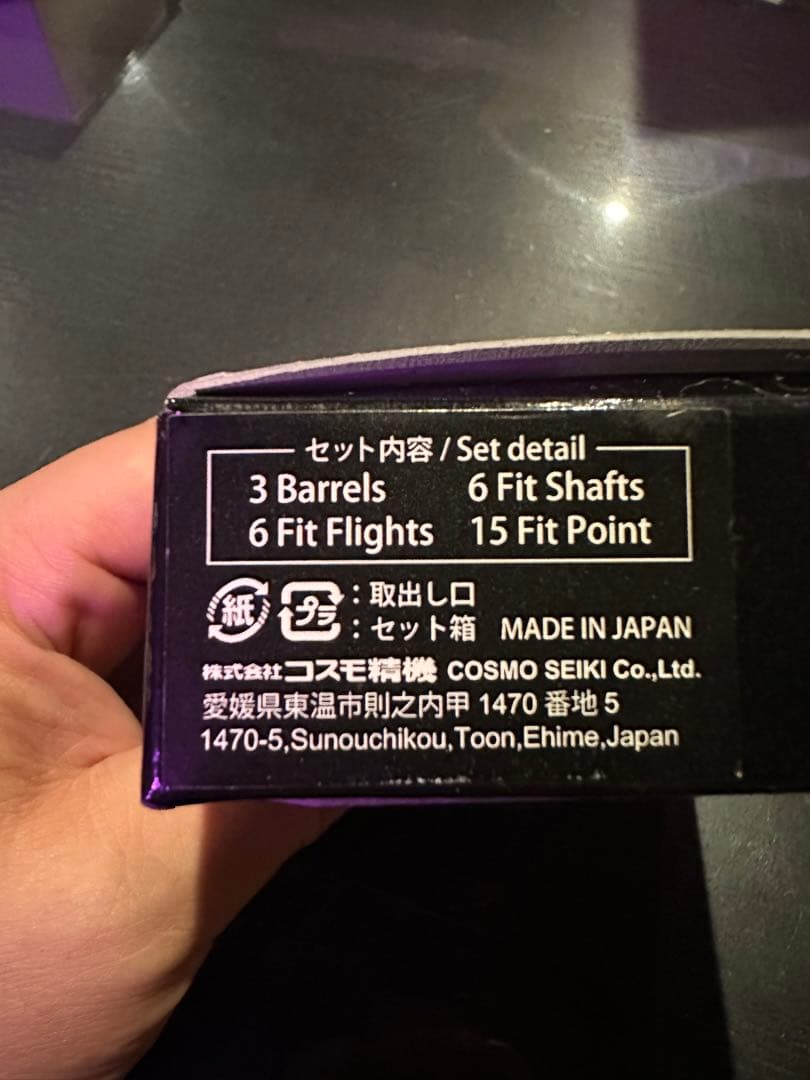 セット内容 / Set detail
3 Barrels 6 Fit Shafts
6 Fit Flights 15 Fit Point
紙 プラ : 取出し口
: セット箱 MADE IN JAPAN
株式会社コスモ精機 COSMO SEIKI Co.,Ltd.
愛媛県東温市則之内甲 1470 番地 5
1470-5,Sunouchikou,Toon,Ehime,Japan